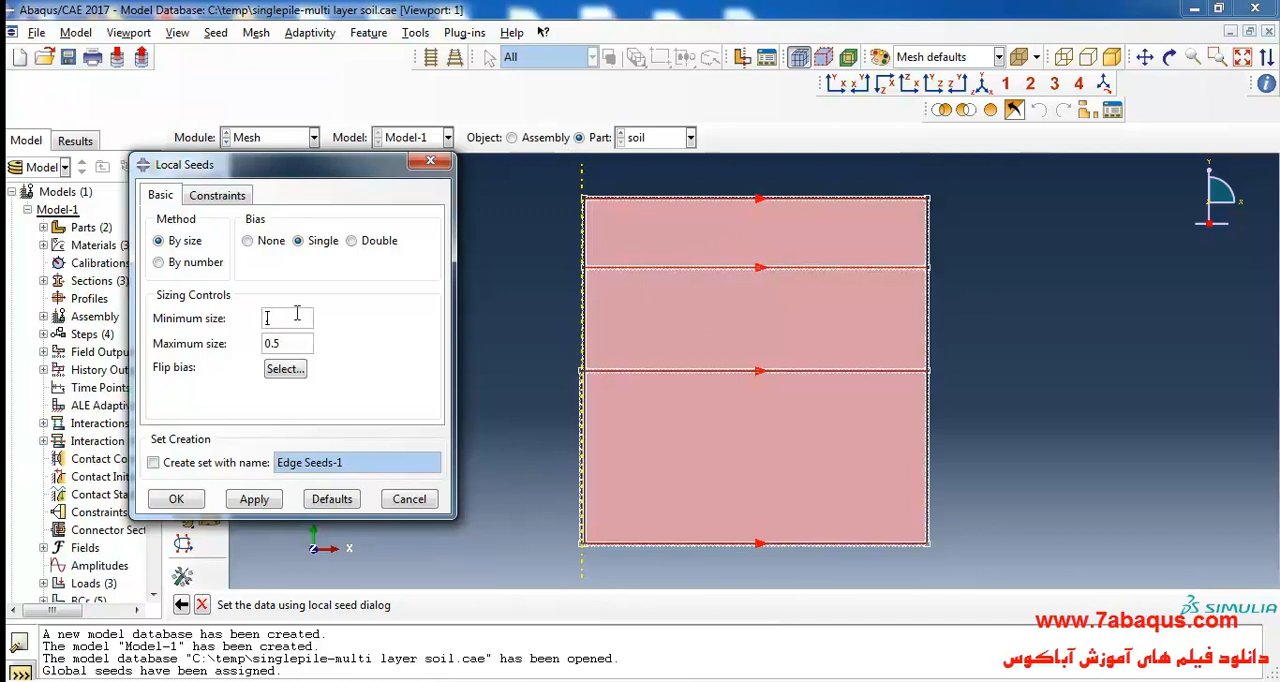 Abaqus/CAE 2017 - Model Database: C:\temp\singlepile-multi layer soil.cae [Viewport: 1]
File Model Viewport View Seed Mesh Adaptivity Feature Tools Plug-ins Help
All Mesh defaults
1 2 3 4
Model Results Module: Mesh Model: Model-1 Object: Assembly Part: soil
Model
Models (1)
Model-1
Parts (2)
Materials (3
Calibrations
Sections (3)
Profiles
Assembly
Steps (4)
Field Outpu
History Out
Time Points
ALE Adaptiv
Interactions
Interaction
Contact Co
Contact Init
Contact Sta
Constraints
Connector Sect
Fields
Amplitudes
Loads (3)
BCs (5)
Local Seeds
Basic Constraints
Method Bias
By size None Single Double
By number
Sizing Controls
Minimum size:
Maximum size: 0.5
Flip bias: Select...
Set Creation
Create set with name: Edge Seeds-1
OK Apply Defaults Cancel
Y
X
Z X
Set the data using local seed dialog
SIMULIA
A new model database has been created.
The model "Model-1" has been created.
The model database "C:\temp\singlepile-multi layer soil.cae" has been opened.
Global seeds have been assigned.
www.7abaqus.com
دانلود فیلم های آموزش آباکوس